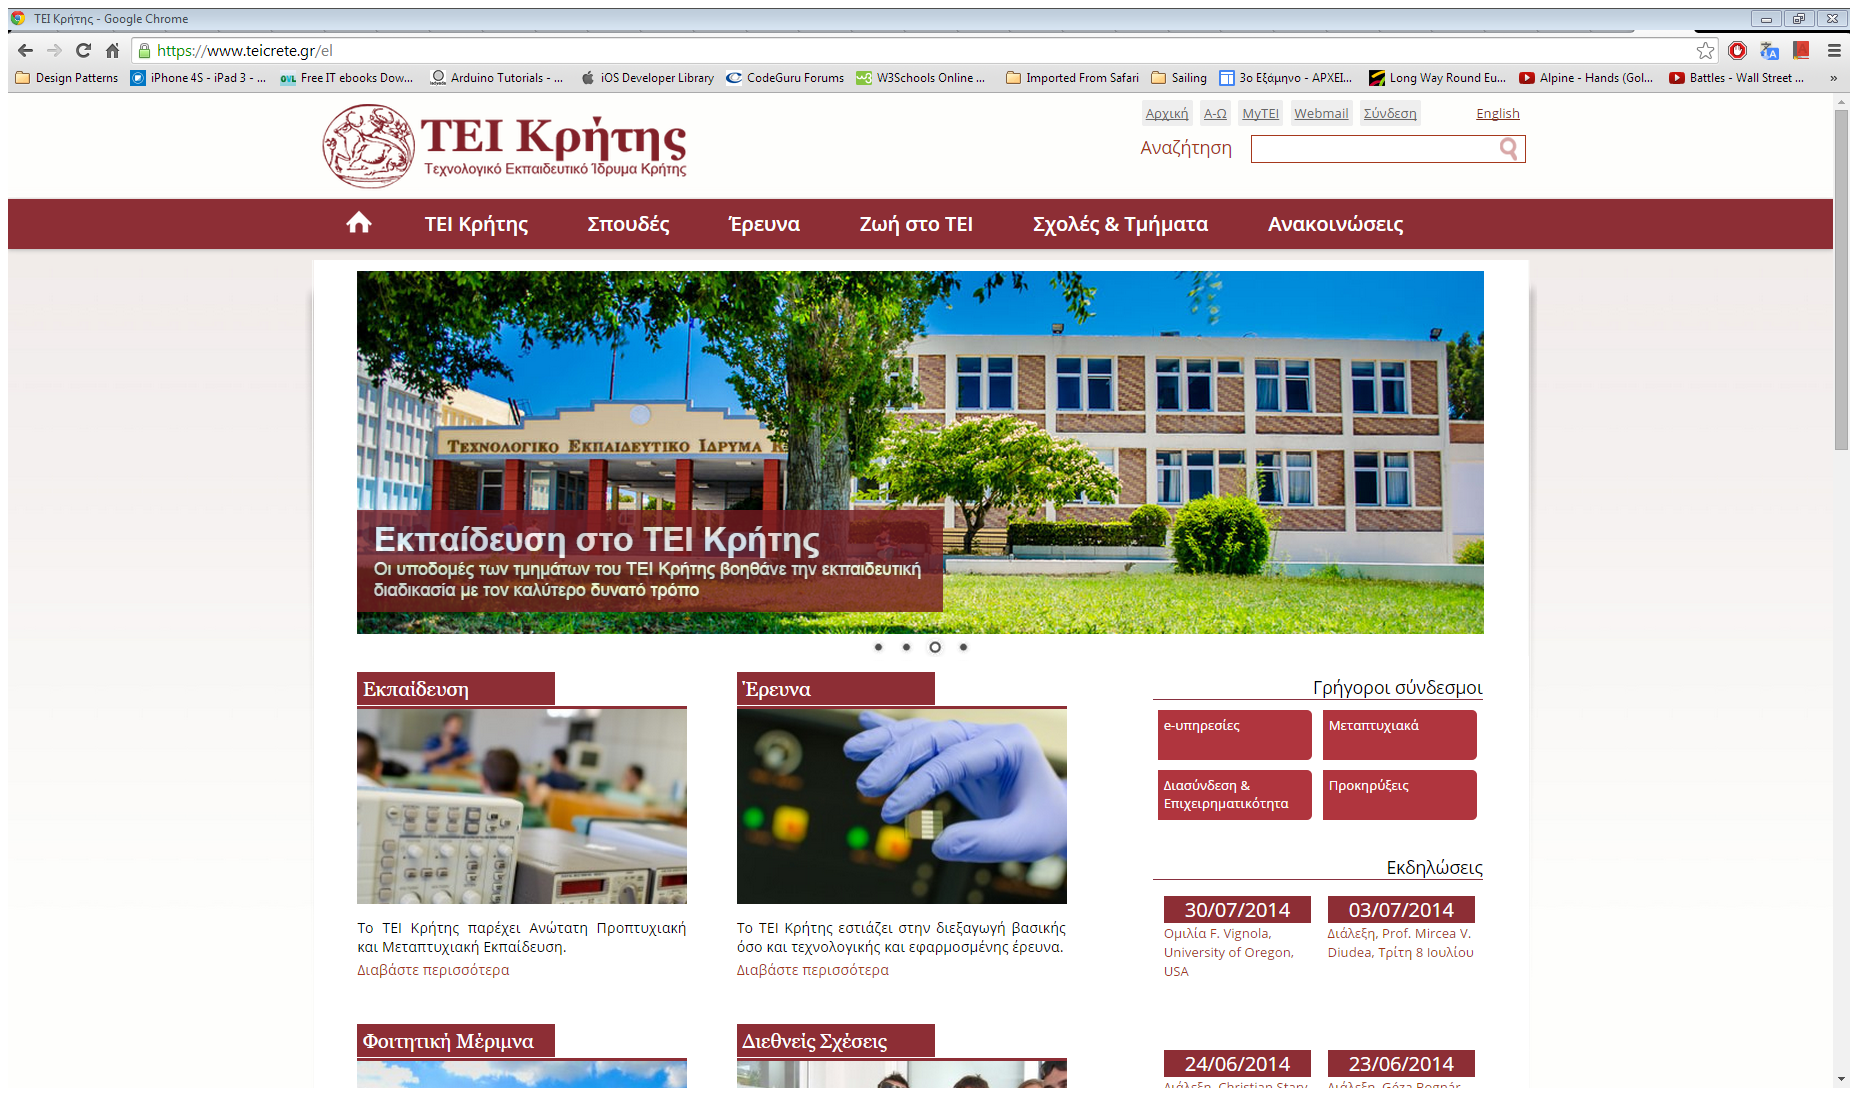 ΤΕΙ Κρήτης - Google Chrome
https://www.teicrete.gr/el
Design Patterns
iPhone 4S - iPad 3 - ...
Free IT ebooks Dow...
Arduino Tutorials - ...
iOS Developer Library
CodeGuru Forums
W3Schools Online ...
Imported From Safari
Sailing
3ο Εξάμηνο - ΑΡΧΕΙ...
Long Way Round Eu...
Alpine - Hands (Gol...
Battles - Wall Street ...
»
ΤΕΙ Κρήτης
Τεχνολογικό Εκπαιδευτικό Ίδρυμα Κρήτης
Αρχική Α-Ω MyTEI Webmail Σύνδεση English
Αναζήτηση
ΤΕΙ Κρήτης Σπουδές Έρευνα Ζωή στο ΤΕΙ Σχολές & Τμήματα Ανακοινώσεις
ΤΕΧΝΟΛΟΓΙΚΟ ΕΚΠΑΙΔΕΥΤΙΚΟ ΙΔΡΥΜΑ
Εκπαίδευση στο ΤΕΙ Κρήτης
Οι υποδομές των τμημάτων του ΤΕΙ Κρήτης βοηθάνε την εκπαιδευτική
διαδικασία με τον καλύτερο δυνατό τρόπο
Εκπαίδευση
Το ΤΕΙ Κρήτης παρέχει Ανώτατη Προπτυχιακή
και Μεταπτυχιακή Εκπαίδευση.
Διαβάστε περισσότερα
Έρευνα
Το ΤΕΙ Κρήτης εστιάζει στην διεξαγωγή βασικής
όσο και τεχνολογικής και εφαρμοσμένης έρευνα.
Διαβάστε περισσότερα
Γρήγοροι σύνδεσμοι
e-υπηρεσίες
Μεταπτυχιακά
Διασύνδεση &
Επιχειρηματικότητα
Προκηρύξεις
Εκδηλώσεις
30/07/2014
Ομιλία F. Vignola,
University of Oregon,
USA
03/07/2014
Διάλεξη, Prof. Mircea V.
Diudea, Τρίτη 8 Ιουλίου
Φοιτητική Μέριμνα
Διεθνείς Σχέσεις
24/06/2014
Διάλεξη, Christian Stary
23/06/2014
Διάλεξη, Géza Bognár